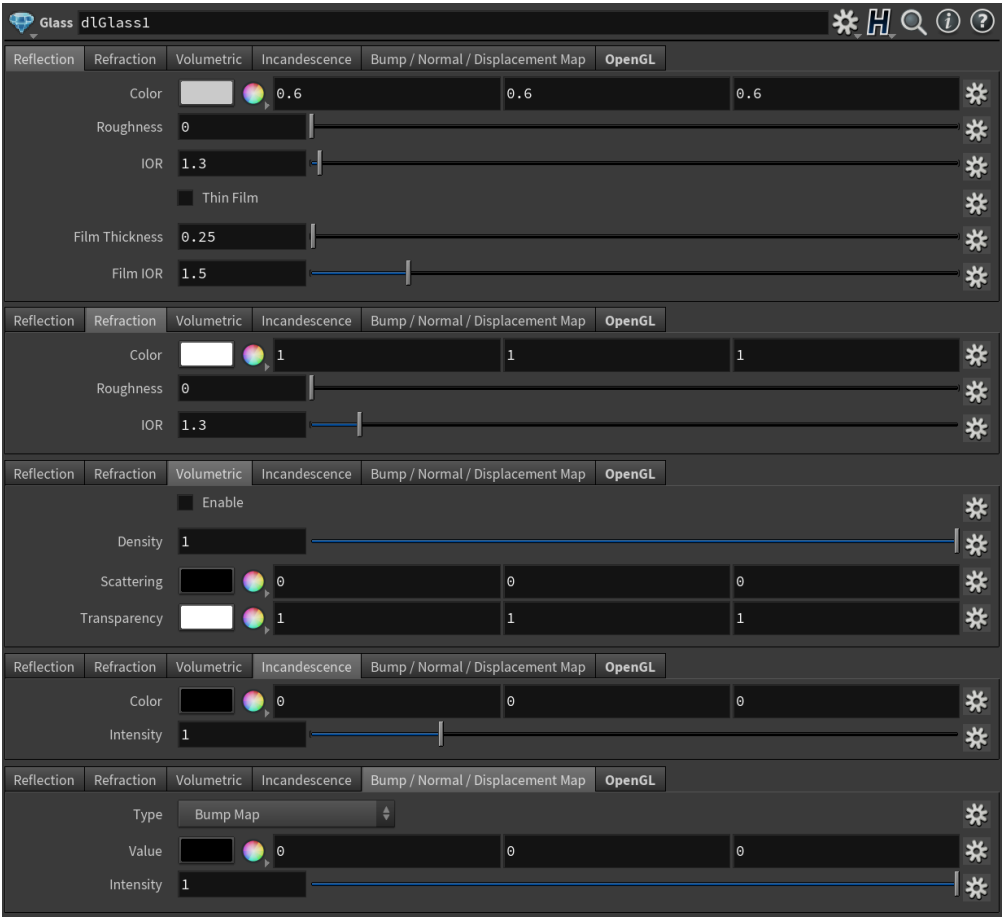 Glass dlGlass1
Reflection Refraction Volumetric Incandescence Bump / Normal / Displacement Map OpenGL
Color 0.6 0.6 0.6
Roughness 0
IOR 1.3
Thin Film
Film Thickness 0.25
Film IOR 1.5
Reflection Refraction Volumetric Incandescence Bump / Normal / Displacement Map OpenGL
Color 1 1 1
Roughness 0
IOR 1.3
Reflection Refraction Volumetric Incandescence Bump / Normal / Displacement Map OpenGL
Enable
Density 1
Scattering 0 0 0
Transparency 1 1 1
Reflection Refraction Volumetric Incandescence Bump / Normal / Displacement Map OpenGL
Color 0 0 0
Intensity 1
Reflection Refraction Volumetric Incandescence Bump / Normal / Displacement Map OpenGL
Type Bump Map
Value 0 0 0
Intensity 1